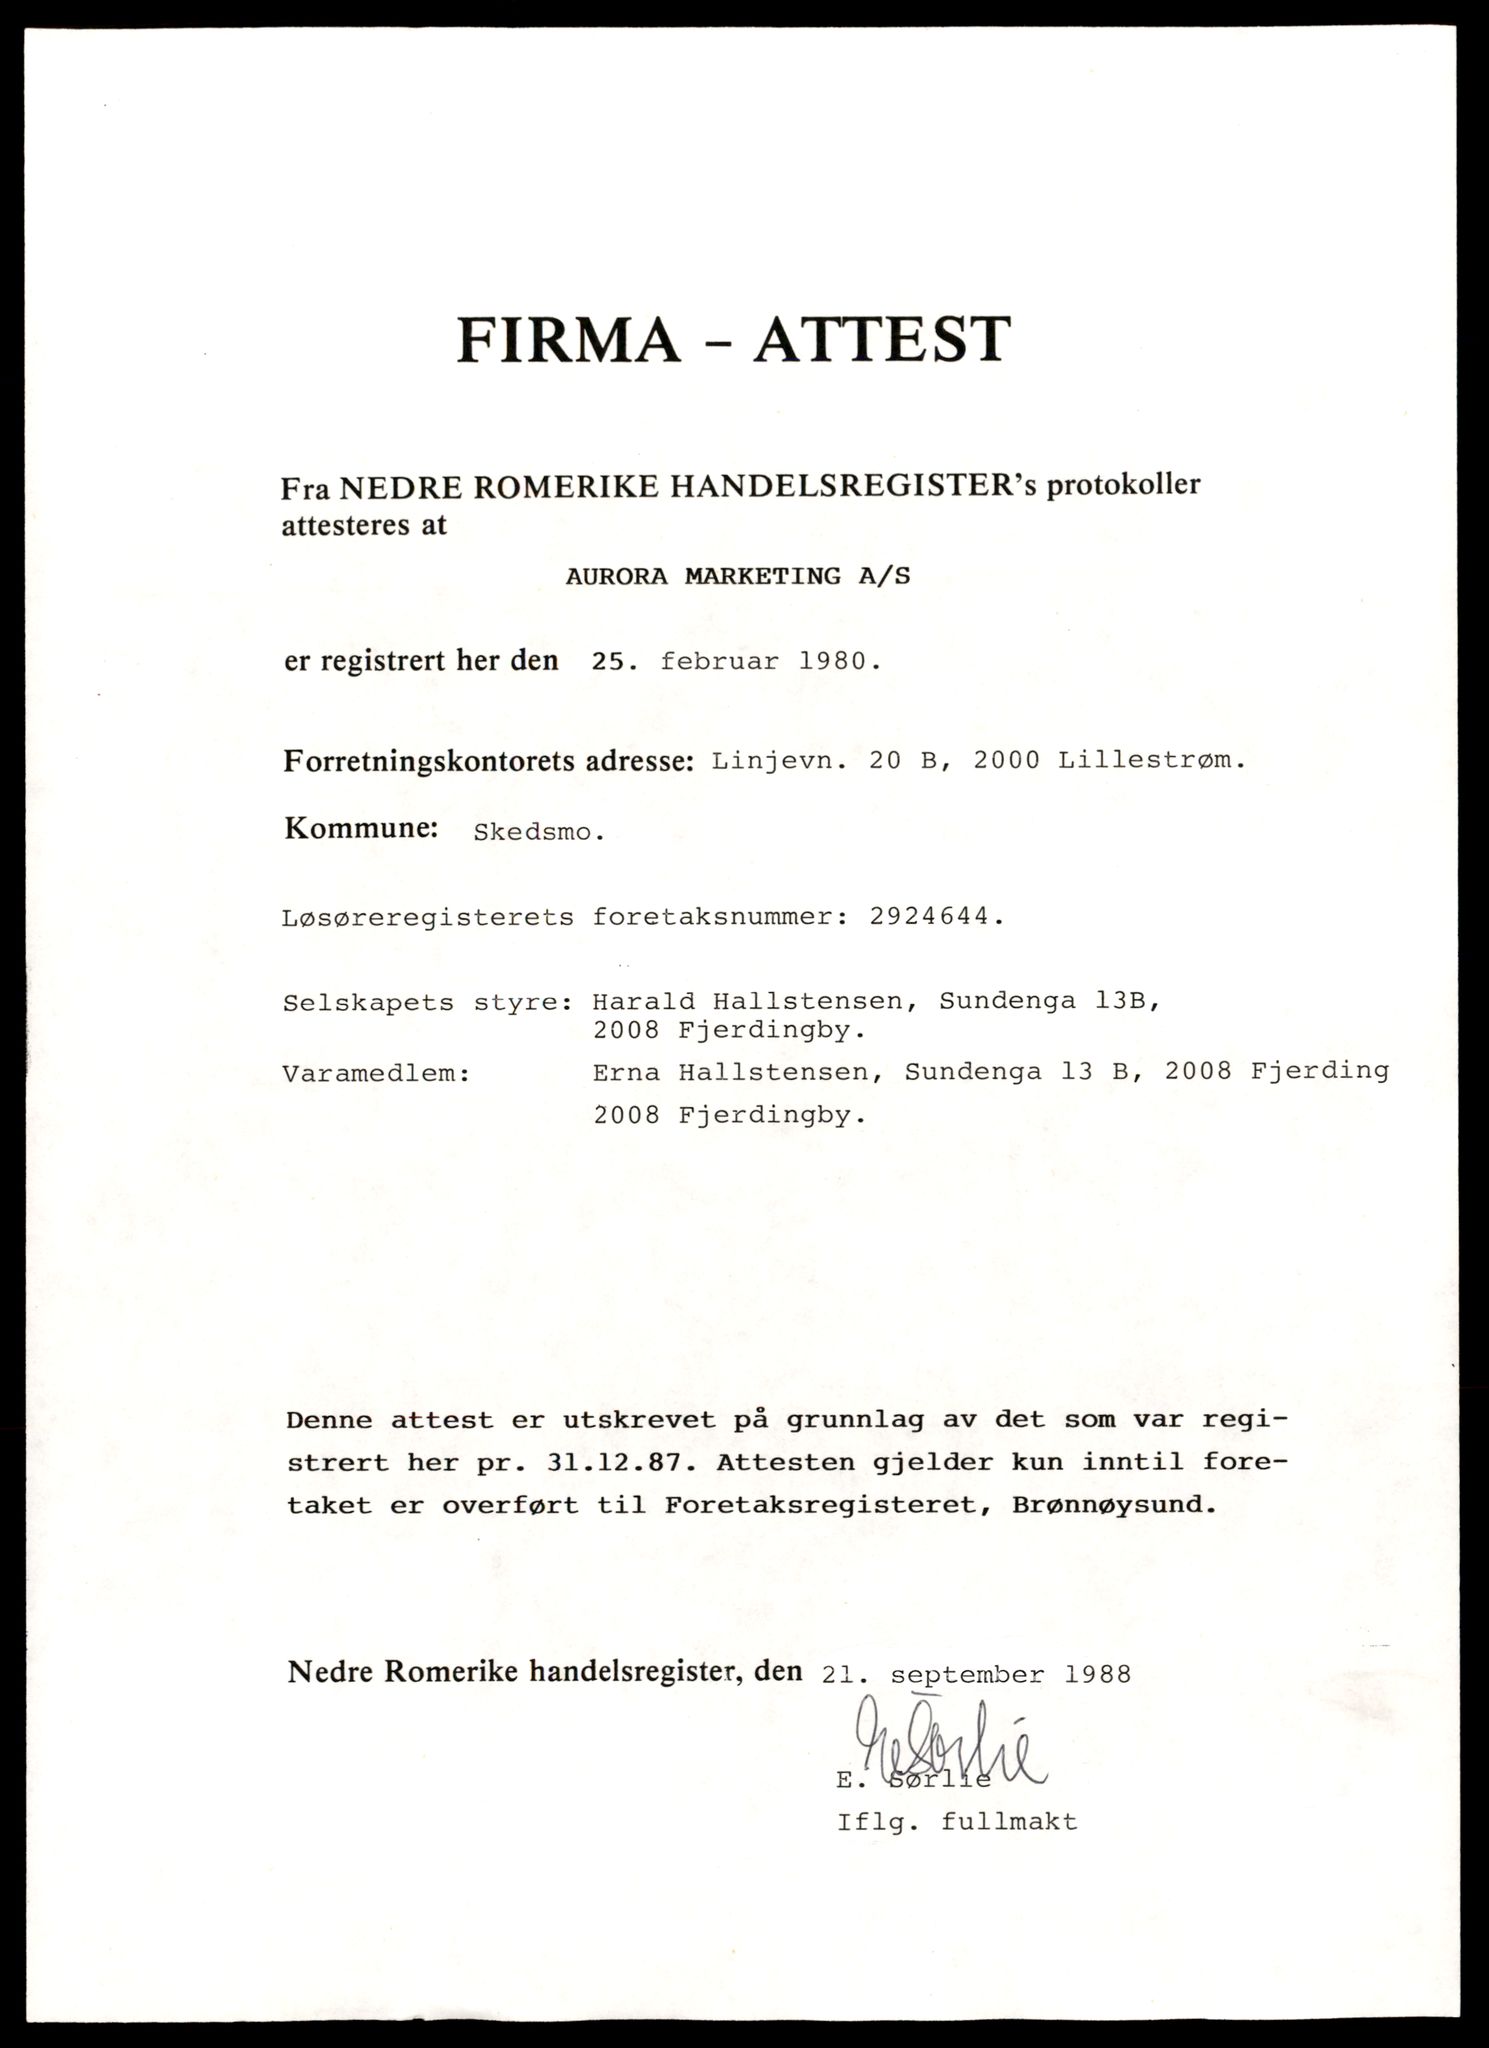 FIRMA – ATTEST
Fra NEDRE ROMERIKE HANDELSREGISTER's protokoller
attesteres at
AURORA MARKETING A/S
er registrert her den 25. februar 1980.
Forretningskontorets adresse: Linjevn. 20 B, 2000 Lillestrøm.
Kommune: Skedsmo.
Løsøreregisterets foretaksnummer: 2924644.
Selskapets styre: Harald Hallstensen, Sundenga 13B,
2008 Fjerdingby.
Varamedlem: Erna Hallstensen, Sundenga 13 B, 2008 Fjerding
2008 Fjerdingby.
Denne attest er utskrevet på grunnlag av det som var regi-
strert her pr. 31.12.87. Attesten gjelder kun inntil fore-
taket er overført til Foretaksregisteret, Brønnøysund.
Nedre Romerike handelsregister, den 21. september 1988
E. Sørlie
E. Sørlie
Iflg. fullmakt